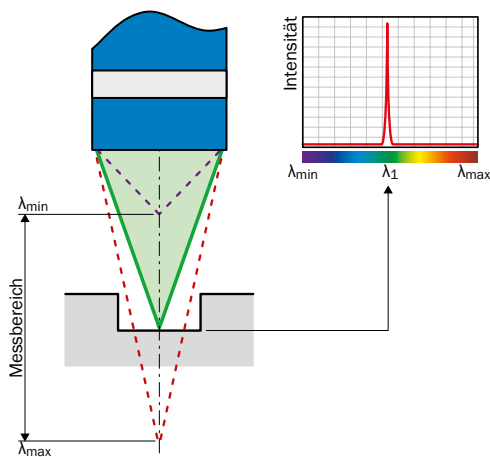 Intensität
λmin
λ1
λmax
λmin
Messbereich
λmax